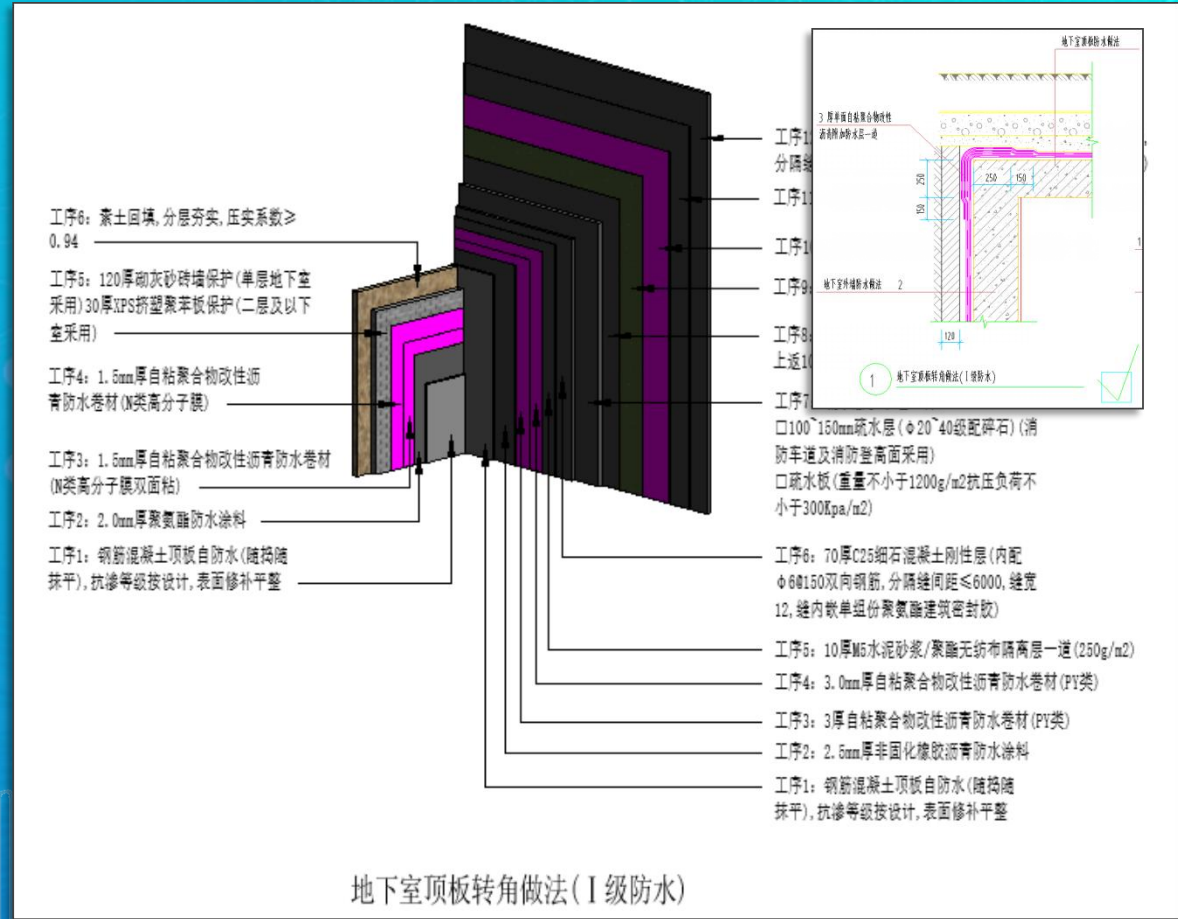 工序6: 素土回填,分层夯实,压实系数≥
0.94
工序5: 120厚砌灰砂砖墙保护(单层地下室
采用)30厚XPS挤塑聚苯板保护(二层及以下
室采用)
工序4: 1.5mm厚自粘聚合物改性沥
青防水卷材(N类高分子膜)
工序3: 1.5mm厚自粘聚合物改性沥青防水卷材
(N类高分子膜双面粘)
工序2: 2.0mm厚聚氨酯防水涂料
工序1: 钢筋混凝土顶板自防水(随捣随
抹平),抗渗等级按设计,表面修补平整
工序1
分隔缝
工序11
工序10
工序9:
工序8:
上返10
工序7
□100~150mm疏水层(φ20~40级配碎石)(消
防车道及消防登高面采用)
□疏水板(重量不小于1200g/m2抗压负荷不
小于300Kpa/m2)
工序6: 70厚C25细石混凝土刚性层(内配
φ6@150双向钢筋,分隔缝间距≤6000,缝宽
12,缝内嵌单组份聚氨酯建筑密封胶)
工序5: 10厚M5水泥砂浆/聚酯无纺布隔离层一道(250g/m2)
工序4: 3.0mm厚自粘聚合物改性沥青防水卷材(PY类)
工序3: 3厚自粘聚合物改性沥青防水卷材(PY类)
工序2: 2.5mm厚非固化橡胶沥青防水涂料
工序1: 钢筋混凝土顶板自防水(随捣随
抹平),抗渗等级按设计,表面修补平整
地下室顶板防水做法
3 厚单面自粘聚合物改性
沥青附加防水层一道
250
150
250
150
1
地下室外墙防水做法 2
120
1 地下室顶板转角做法(Ⅰ级防水)
地下室顶板转角做法(Ⅰ级防水)